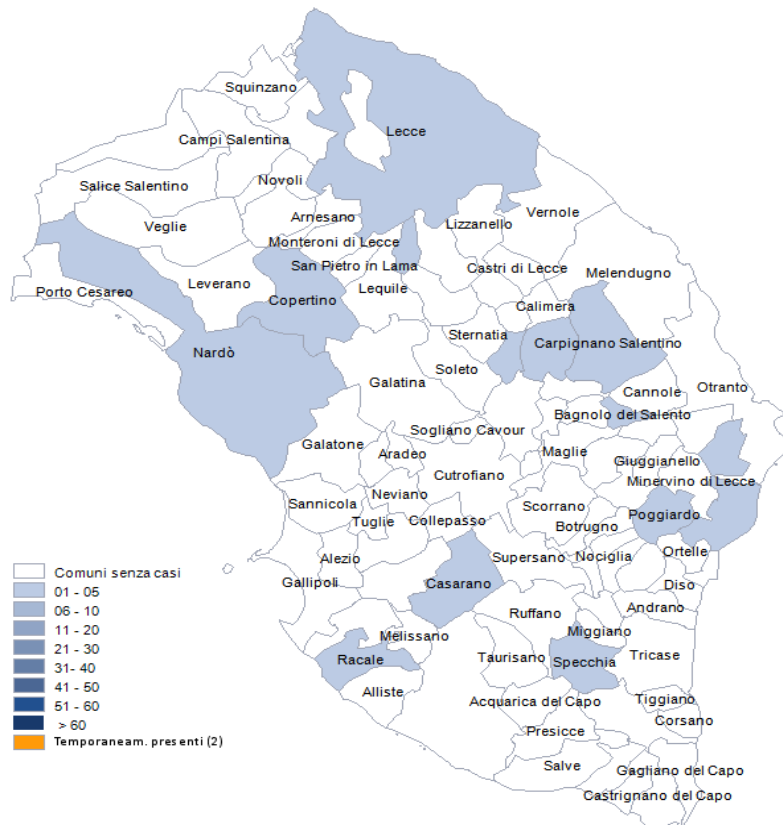 Squinzano
Lecce
Campi Salentina
Novoli
Salice Salentino
Arnesano
Vernole
Veglie
Lizzanello
Monteroni di Lecce
San Pietro in Lama
Castri di Lecce
Melendugno
Leverano
Lequile
Porto Cesareo
Copertino
Calimera
Sternatia
Carpignano Salentino
Nardò
Soleto
Galatina
Cannole
Otranto
Bagnolo del Salento
Sogliano Cavour
Galatone
Aradeo
Maglie
Giuggianello
Cutrofiano
Minervino di Lecce
Neviano
Sannicola
Scorrano
Poggiardo
Tuglie
Collepasso
Botrugno
Alezio
Supersano
Nociglia
Ortelle
Gallipoli
Casarano
Diso
Ruffano
Andrano
Melissano
Miggiano
Racale
Taurisano
Specchia
Tricase
Alliste
Acquarica del Capo
Tiggiano
Corsano
Presicce
Salve
Gagliano del Capo
Castrignano del Capo
Comuni senza casi
01 - 05
06 - 10
11 - 20
21 - 30
31- 40
41 - 50
51 - 60
> 60
Temporaneam. presenti (2)